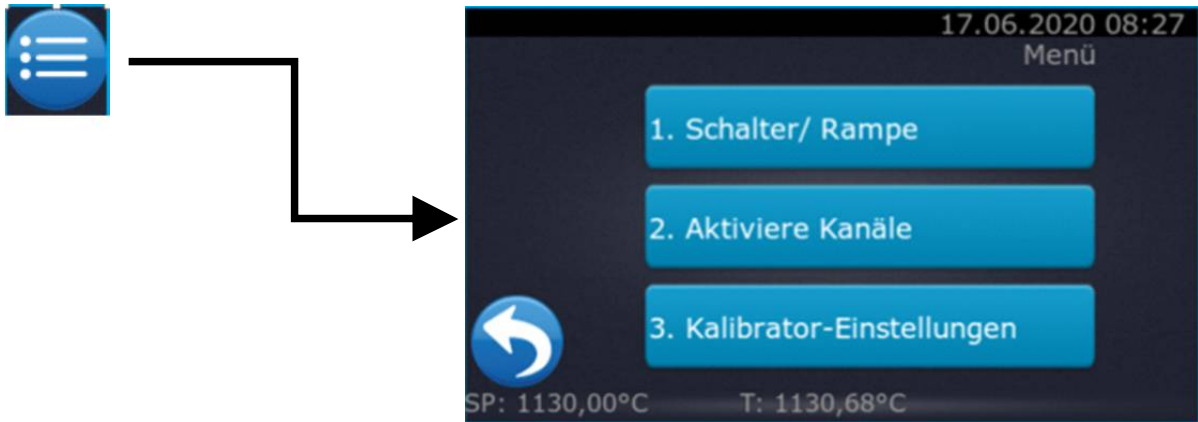 17.06.2020 08:27
Menü
1. Schalter/ Rampe
2. Aktiviere Kanäle
3. Kalibrator-Einstellungen
SP: 1130,00°C T: 1130,68°C